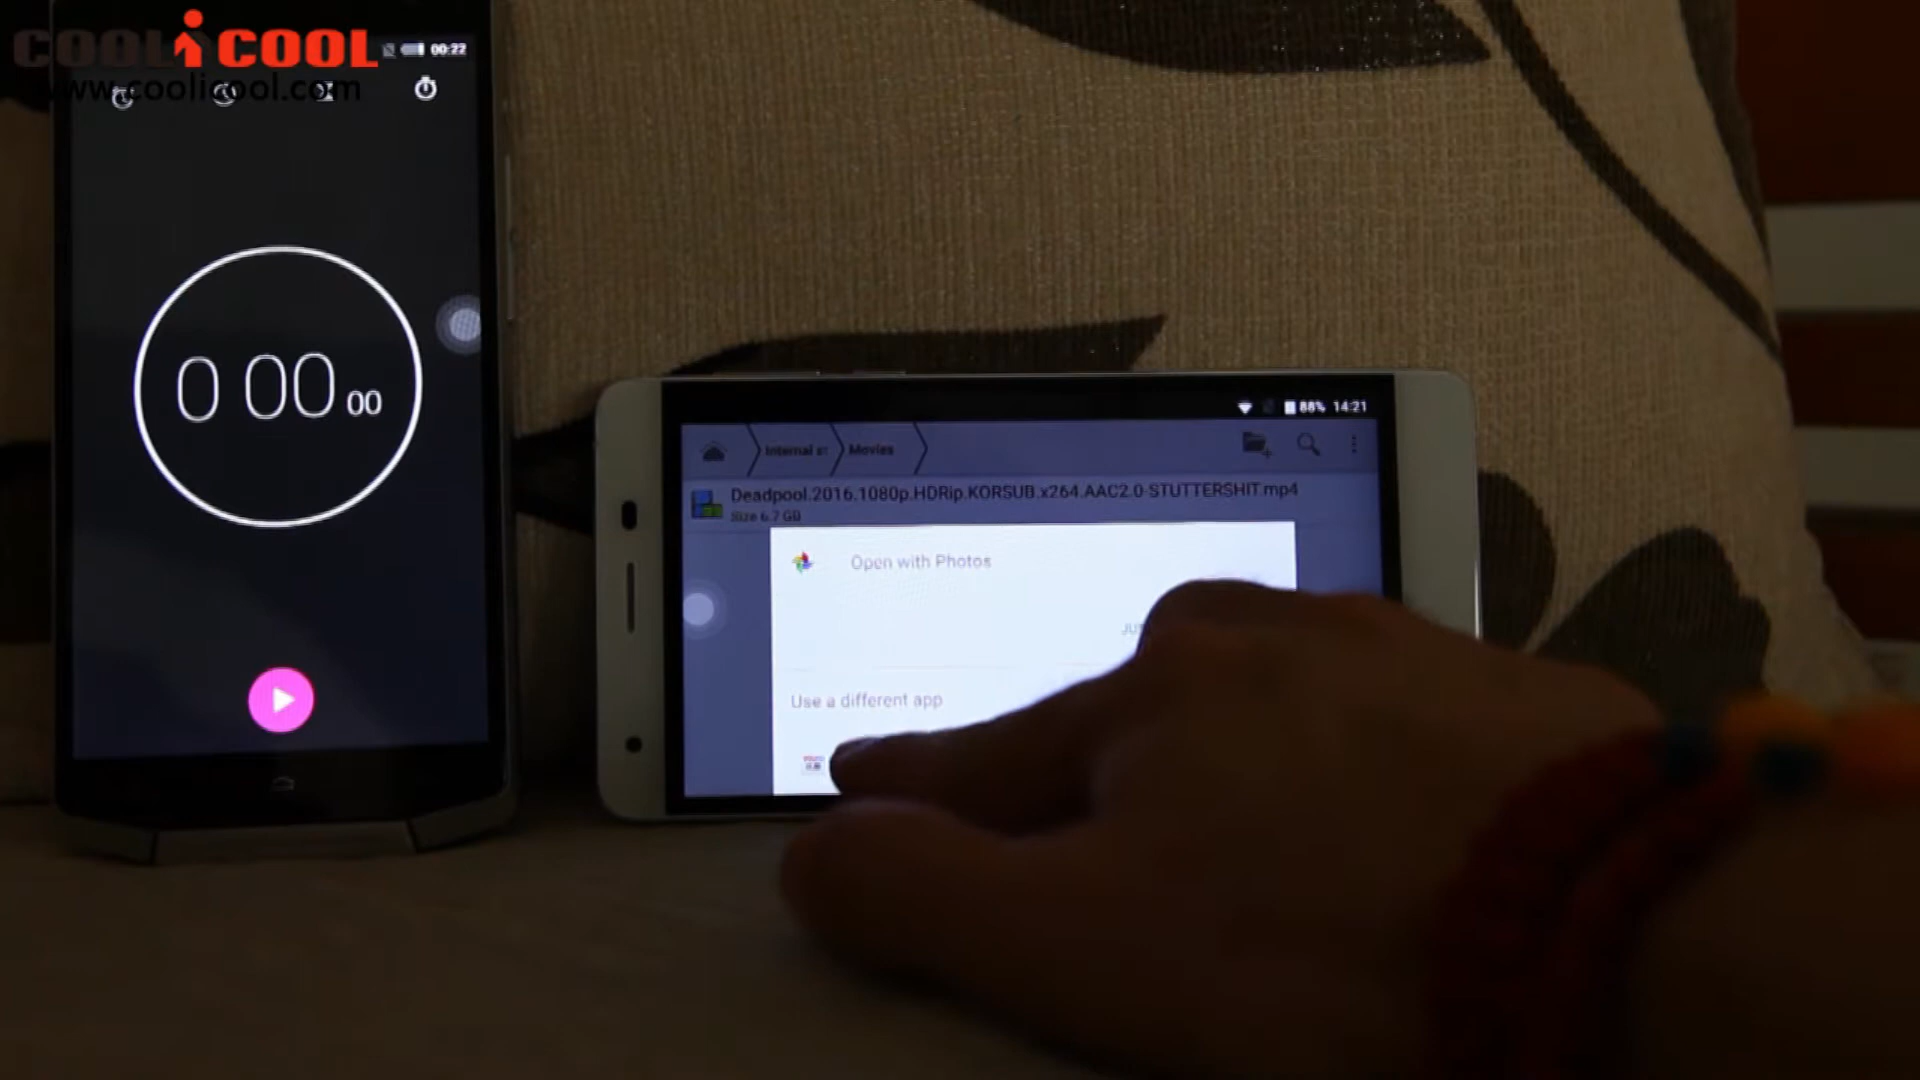 COOLiCOOL
www.coolicool.com
00:22
0 00 00
88% 14:21
Movies
Deadpool.2016.1080p.HDRip.KORSUB.x264.AAC2.0-STUTTERSHIT.mp4
Size 6.7 GB
Open with Photos
Use a different app